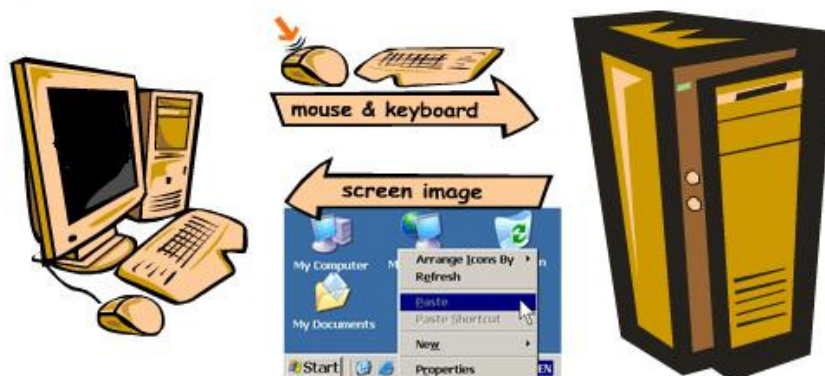 mouse & keyboard
screen image
My Computer
M
n
My Documents
Arrange Icons By
Refresh
Paste
Paste Shortcut
New
Properties
Start
EN